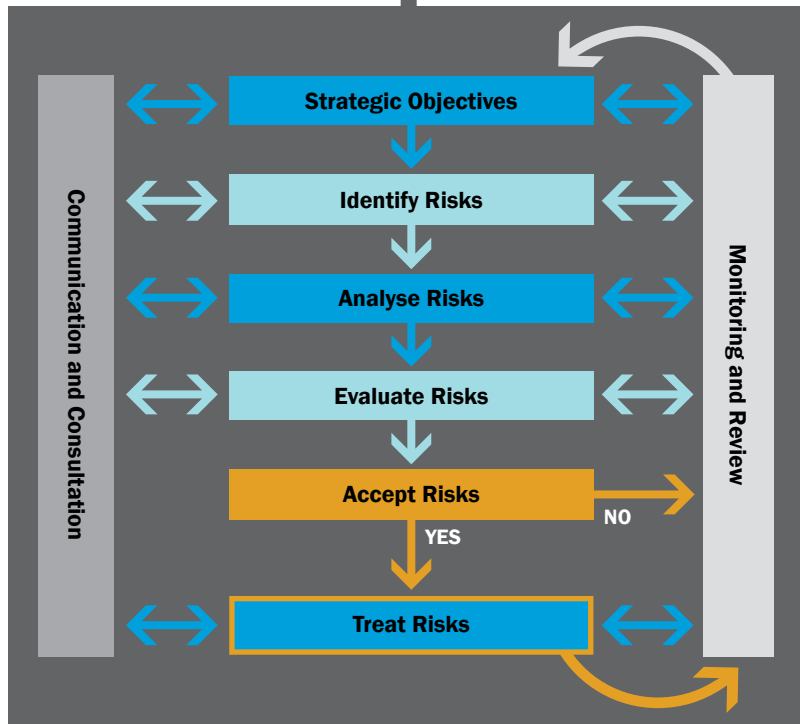 Strategic Objectives
Identify Risks
Analyse Risks
Evaluate Risks
Accept Risks
NO
YES
Treat Risks
Communication and Consultation
Monitoring and Review